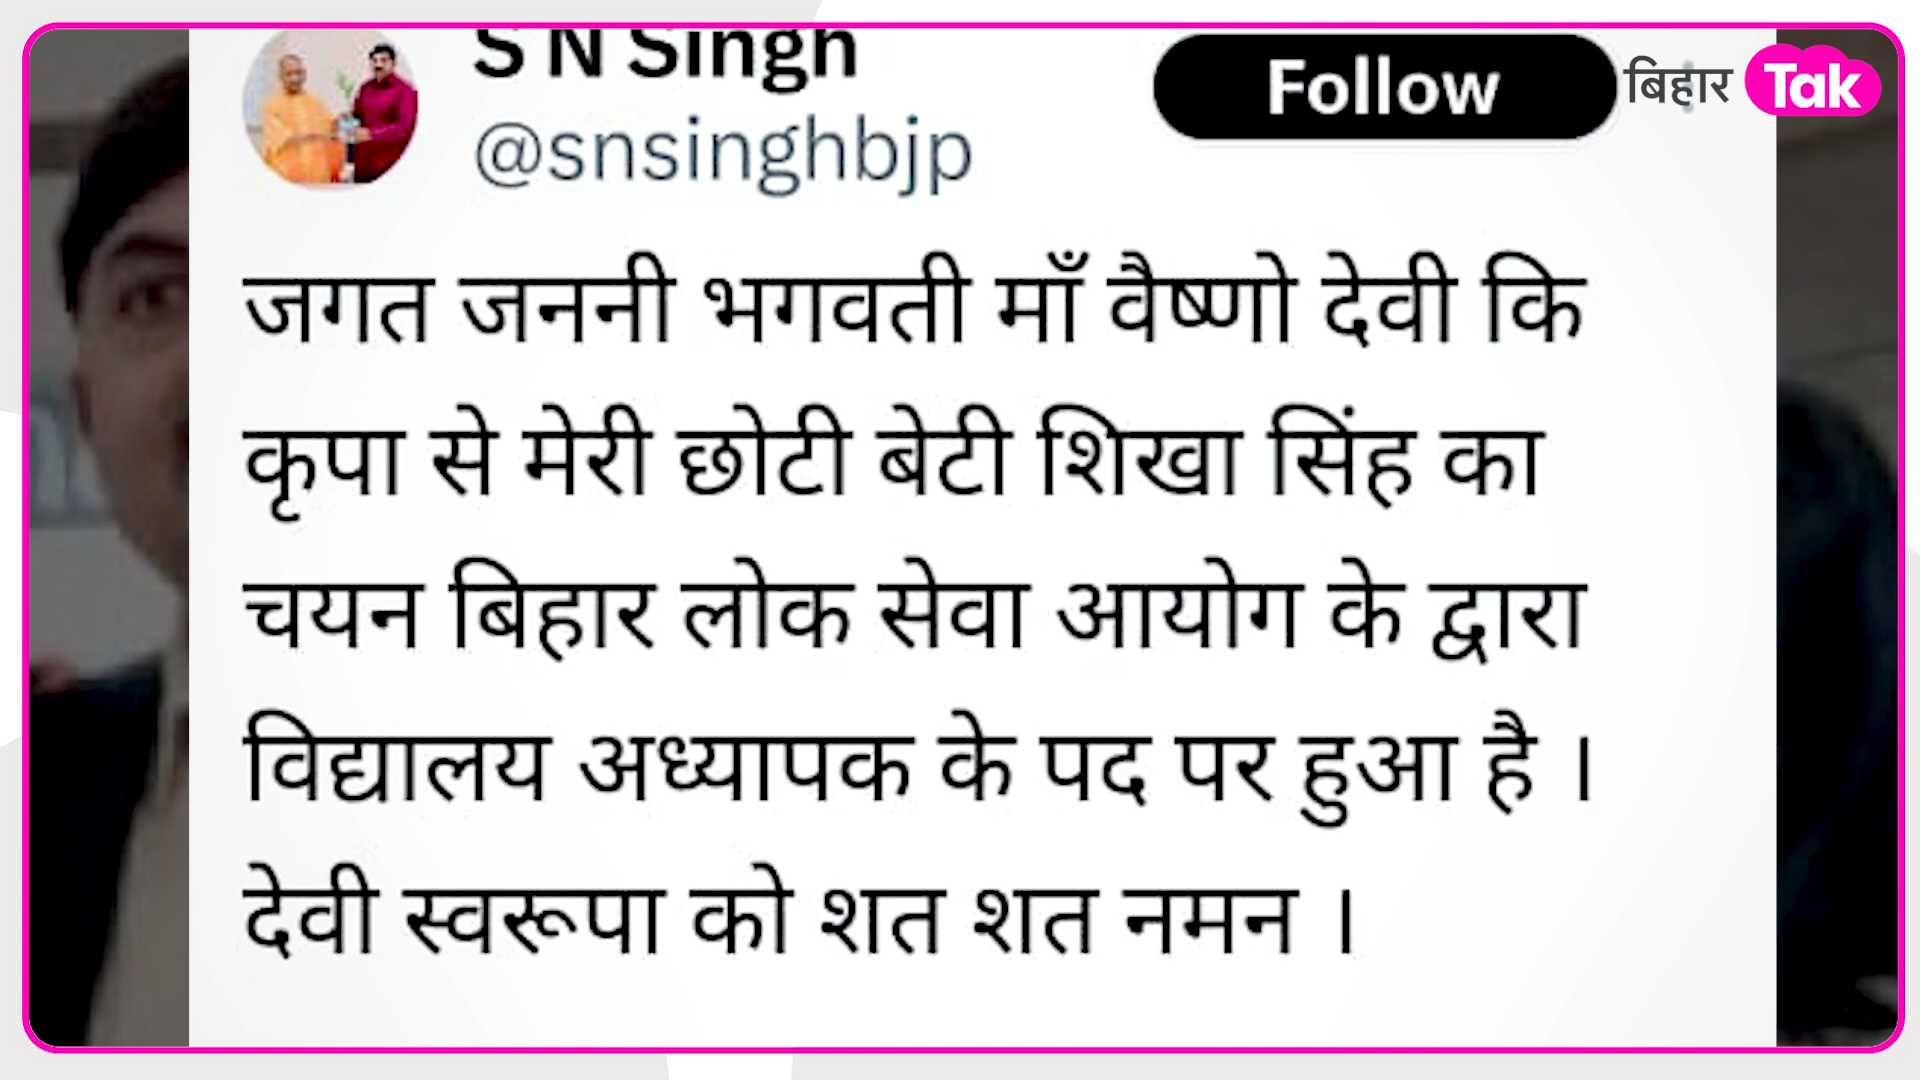 S N Singh
@snsinghbjp
Follow
बिहार Tak
जगत जननी भगवती माँ वैष्णो देवी कि
कृपा से मेरी छोटी बेटी शिखा सिंह का
चयन बिहार लोक सेवा आयोग के द्वारा
विद्यालय अध्यापक के पद पर हुआ है ।
देवी स्वरूपा को शत शत नमन ।